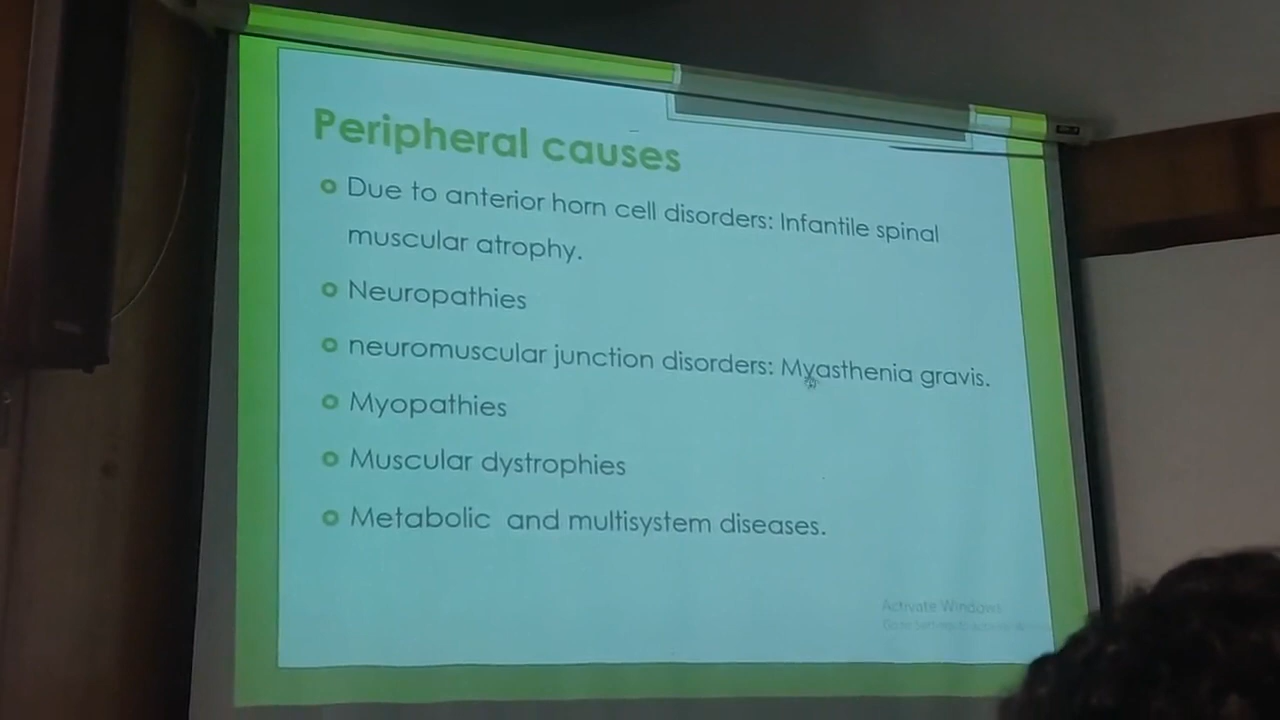 Peripheral causes
Due to anterior horn cell disorders: Infantile spinal
muscular atrophy.
Neuropathies
neuromuscular junction disorders: Myasthenia gravis.
Myopathies
Muscular dystrophies
Metabolic and multisystem diseases.
Activate Windows